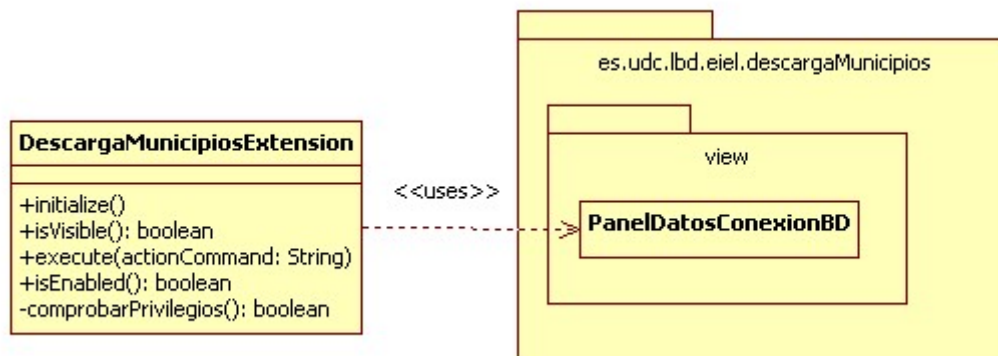 es.udc.lbd.eiel.descargaMunicipios
DescargaMunicipiosExtension
view
<<uses>>
+initialize()
+isVisible(): boolean
+execute(actionCommand: String)
+isEnabled(): boolean
-comprobarPrivilegios(): boolean
PanelDatosConexionBD